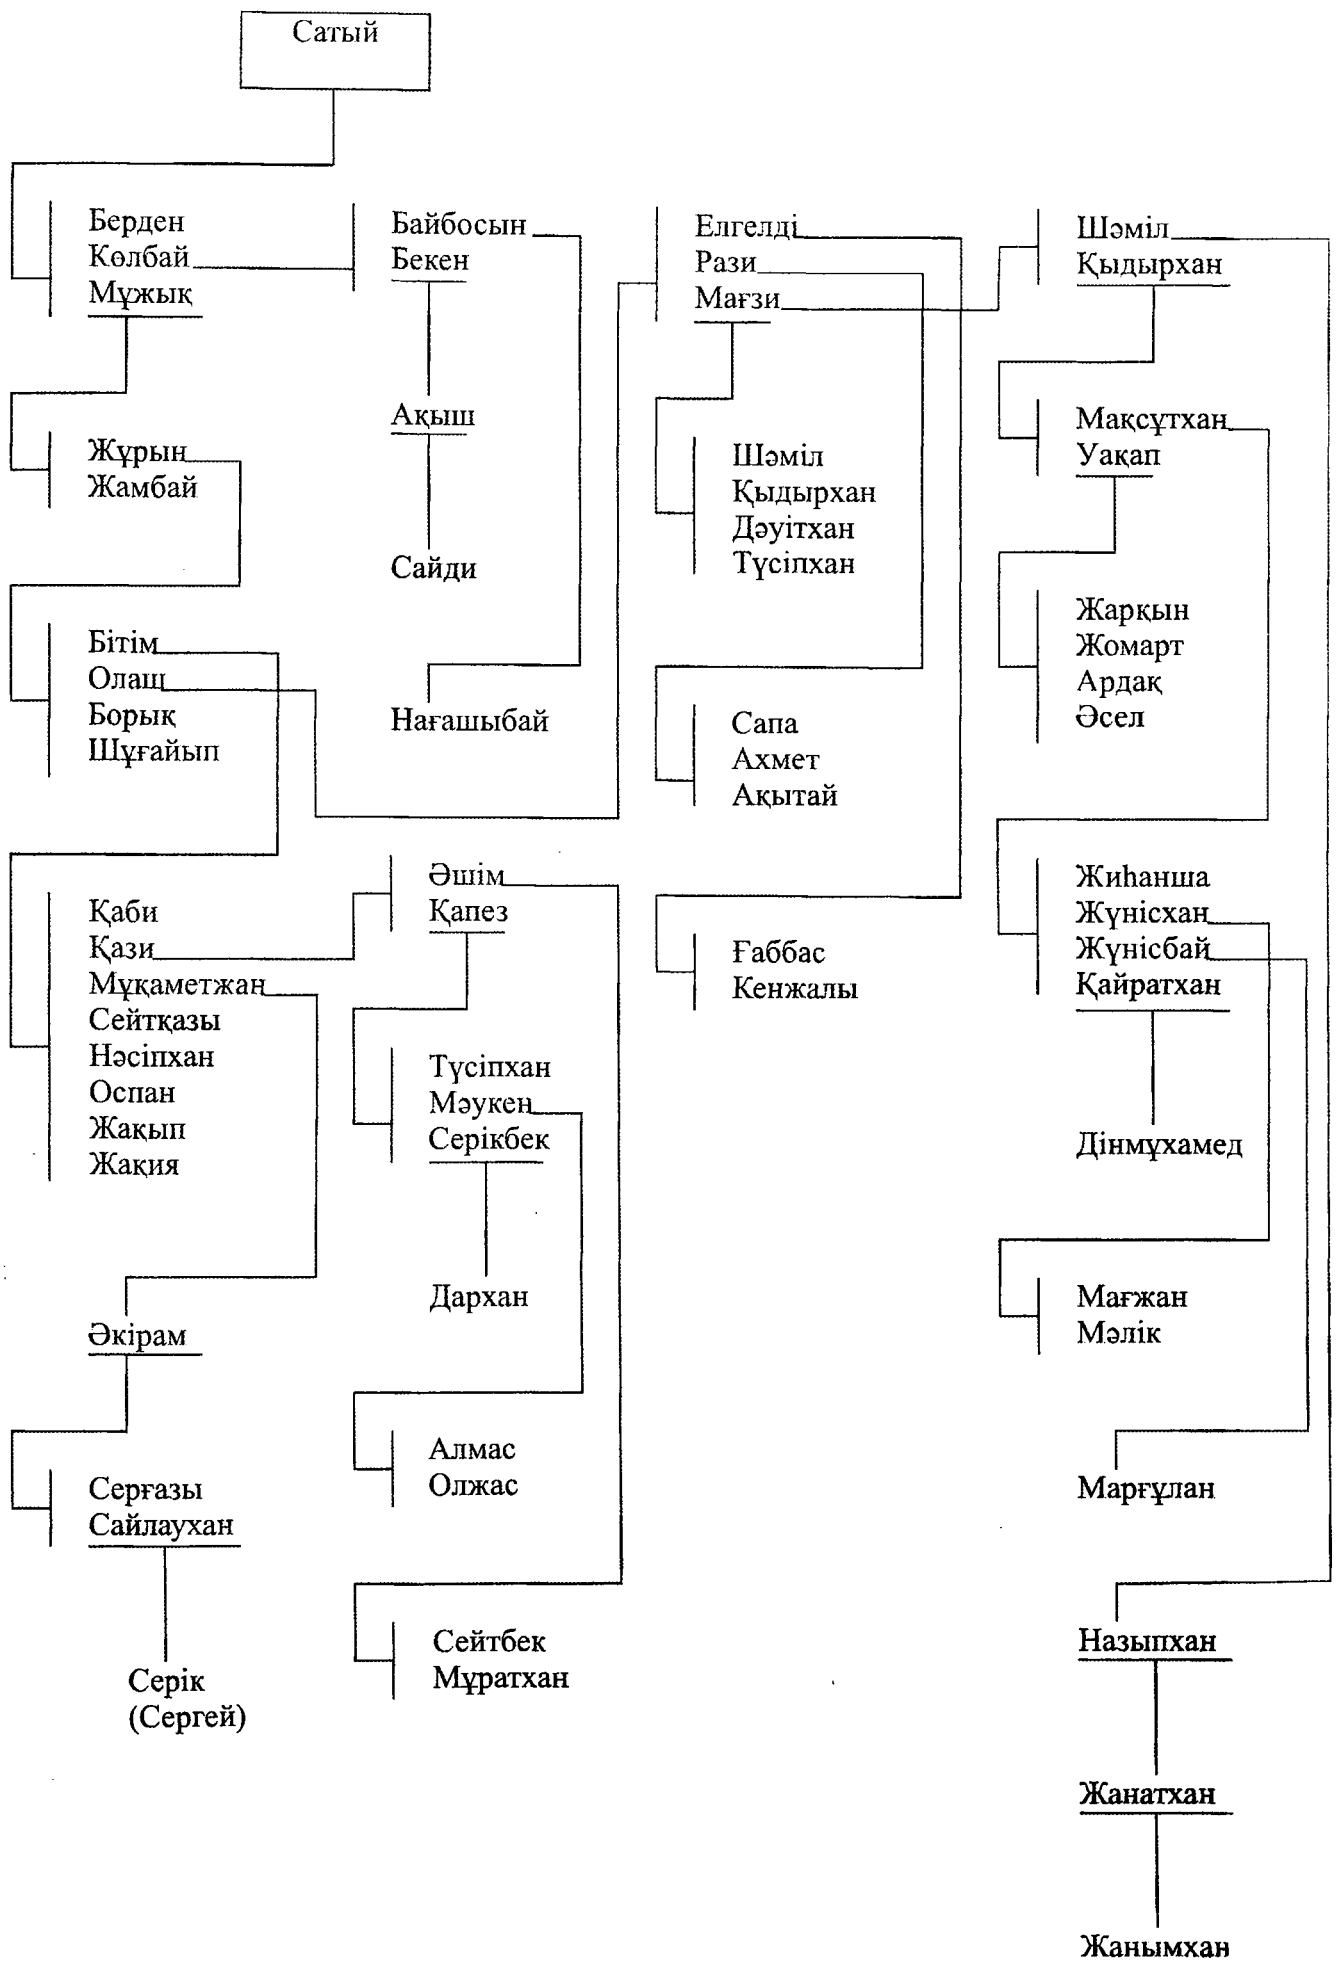 Сатый
Берден
Көлбай
Мұжық
Жұрын
Жамбай
Бітім
Олаш
Борық
Шұғайып
Қаби
Қази
Мұқаметжан
Сейтқазы
Нәсіпхан
Оспан
Жақып
Жақия
Әкірам
Серғазы
Сайлаухан
Серік
(Сергей)
Байбосын
Бекен
Ақыш
Сайди
Нағашыбай
Әшім
Қапез
Түсіпхан
Мәукен
Серікбек
Дархан
Алмас
Олжас
Сейтбек
Мұратхан
Елгелді
Рази
Мағзи
Шәміл
Қыдырхан
Дәуітхан
Түсіпхан
Сапа
Ахмет
Ақытай
Ғаббас
Кенжалы
Шәміл
Қыдырхан
Мақсұтхан
Уақап
Жарқын
Жомарт
Ардақ
Әсел
Жиһанша
Жүнісхан
Жүнісбай
Қайратхан
Дінмұхамед
Мағжан
Мәлік
Марғұлан
Назыпхан
Жанатхан
Жанымхан